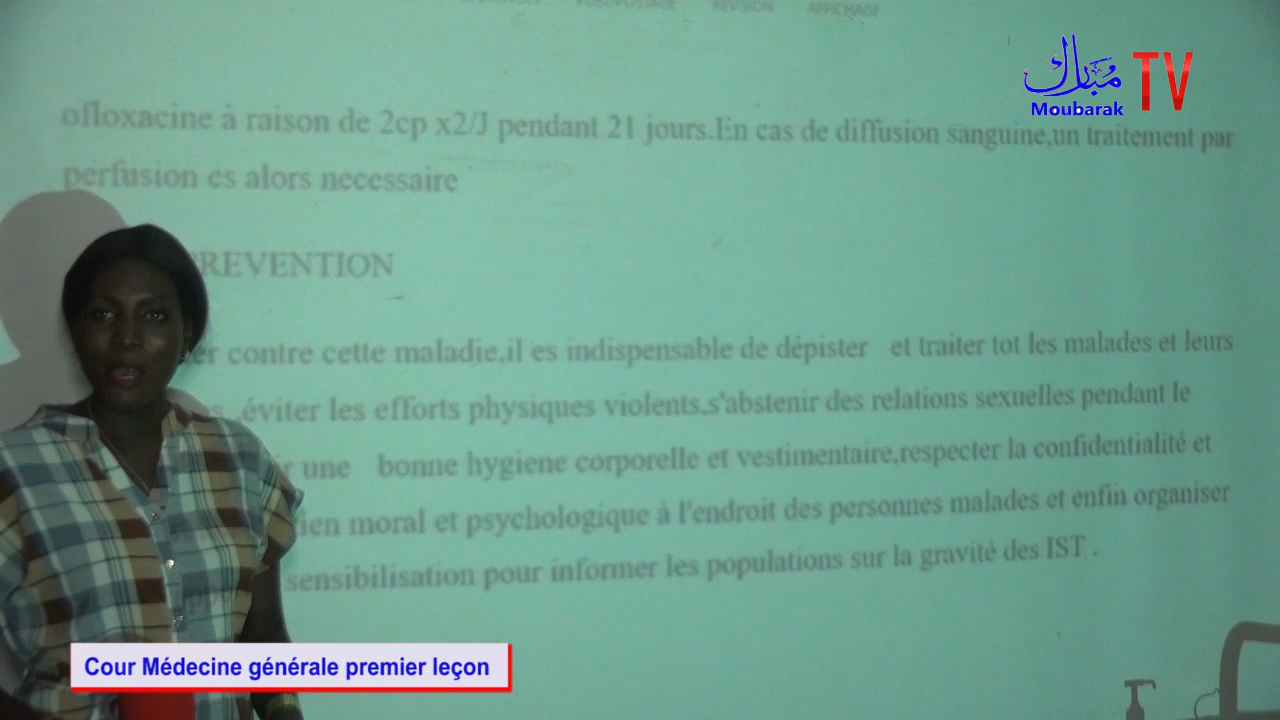 PUBLIPOSTAGE REVISION AFFICHAGE
مبارك TV
Moubarak
ofloxacine à raison de 2cp x2/J pendant 21 jours.En cas de diffusion sanguine,un traitement par
perfusion es alors necessaire
REVENTION
er contre cette maladie,il es indispensable de dépister et traiter tot les malades et leurs
,éviter les efforts physiques violents,s'abstenir des relations sexuelles pendant le
une bonne hygiene corporelle et vestimentaire,respecter la confidentialité et
ien moral et psychologique à l'endroit des personnes malades et enfin organiser
sensibilisation pour informer les populations sur la gravité des IST .
Cour Médecine générale premier leçon